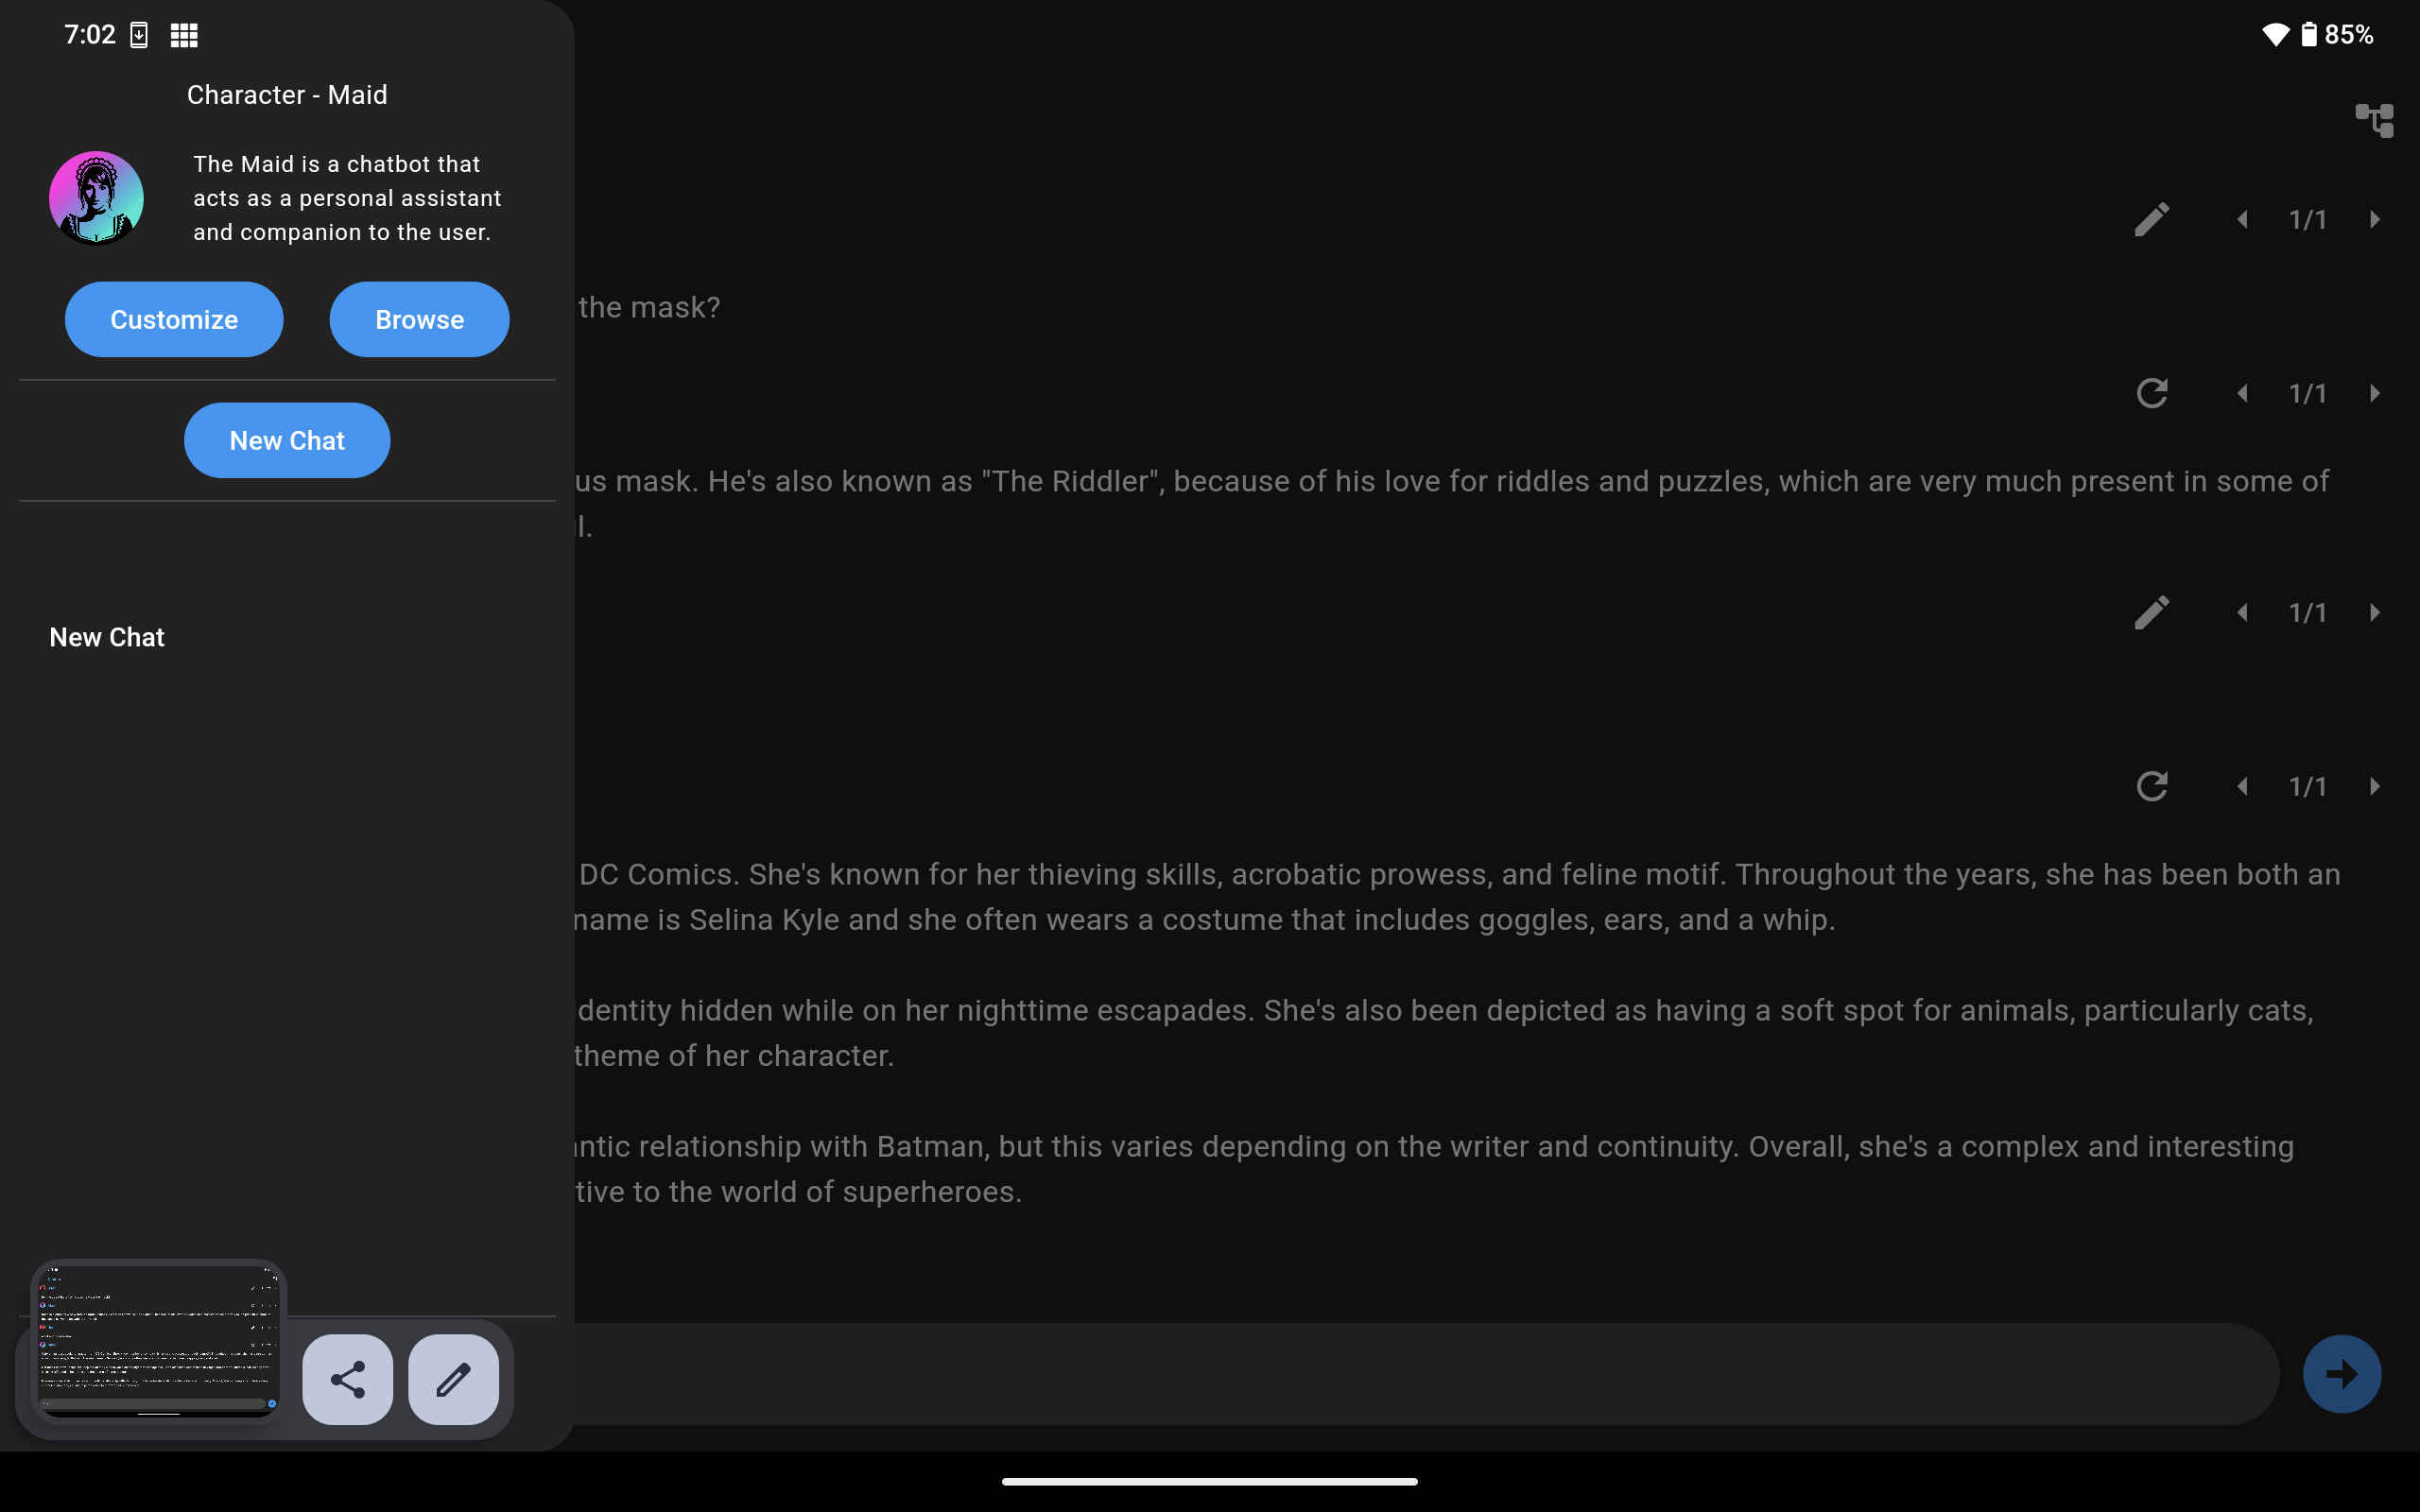 7:02
85%
Character - Maid
The Maid is a chatbot that
acts as a personal assistant
and companion to the user.
Customize
Browse
New Chat
New Chat
1/1
the mask?
1/1
us mask. He's also known as "The Riddler", because of his love for riddles and puzzles, which are very much present in some of
l.
1/1
1/1
DC Comics. She's known for her thieving skills, acrobatic prowess, and feline motif. Throughout the years, she has been both an
name is Selina Kyle and she often wears a costume that includes goggles, ears, and a whip.
identity hidden while on her nighttime escapades. She's also been depicted as having a soft spot for animals, particularly cats,
theme of her character.
antic relationship with Batman, but this varies depending on the writer and continuity. Overall, she's a complex and interesting
tive to the world of superheroes.